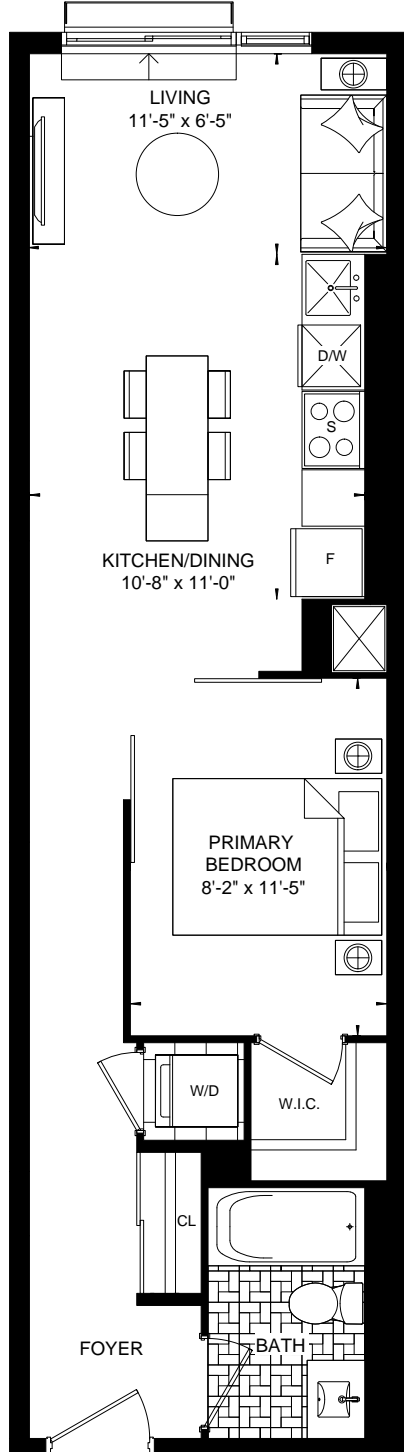 LIVING
11'-5" x 6'-5"
D/W
S
KITCHEN/DINING
10'-8" x 11'-0"
F
PRIMARY
BEDROOM
8'-2" x 11'-5"
W/D
W.I.C.
CL
FOYER
BATH